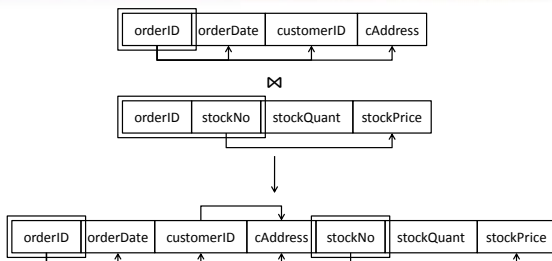 orderID orderDate customerID cAddress
⋈
orderID stockNo stockQuant stockPrice
orderID orderDate customerID cAddress stockNo stockQuant stockPrice